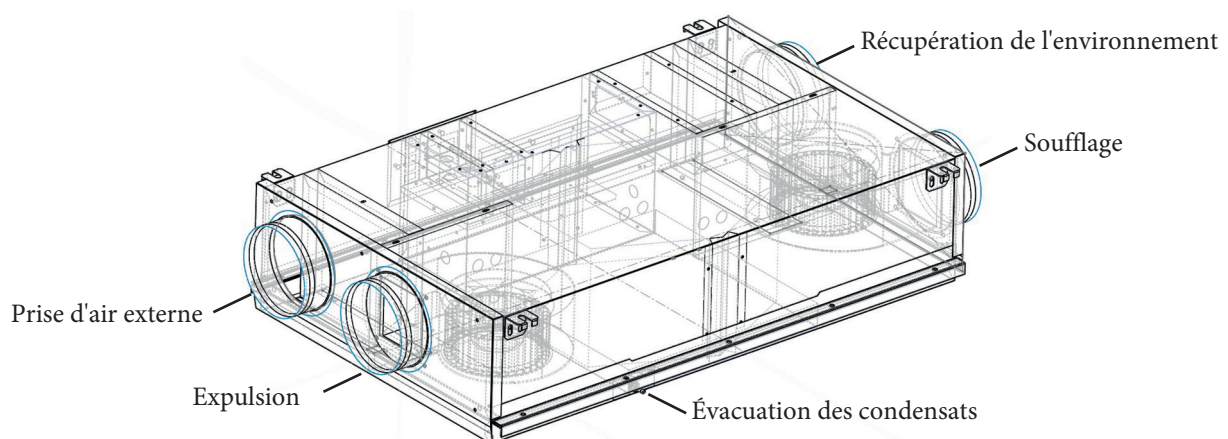 Récupération de l'environnement
Soufflage
Prise d'air externe
Expulsion
Évacuation des condensats